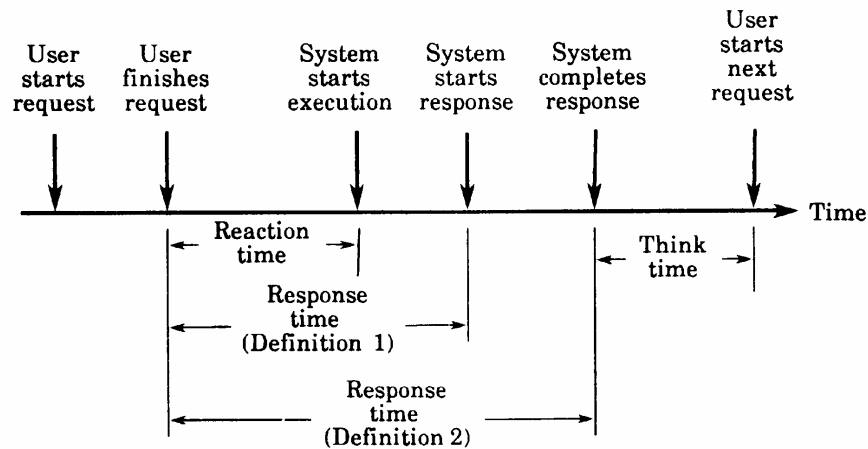 User
starts
request
User
finishes
request
System
starts
execution
System
starts
response
System
completes
response
User
starts
next
request
Time
Reaction
time
Think
time
Response
time
(Definition 1)
Response
time
(Definition 2)